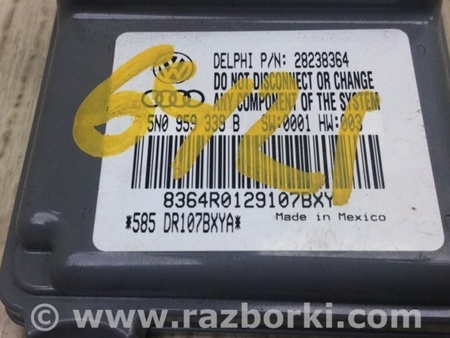 DELPHI P/N: 28238364
DO NOT DISCONNECT OR CHANGE
ANY COMPONENT OF THE SYSTEM
5N0 959 339 B SW:0001 HW:003
8364R0129107BXY
*585 DR107BXYA*
Made in Mexico
© www.razborki.com